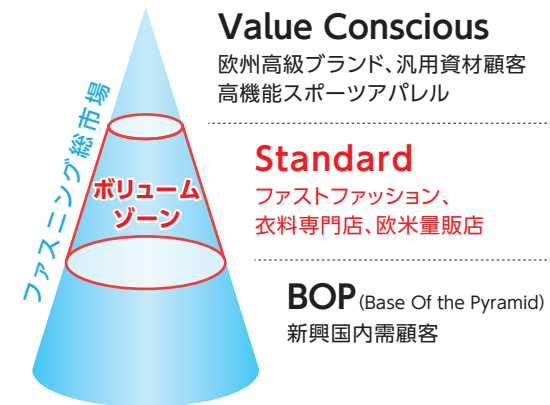 Value Conscious
欧州高級ブランド、汎用資材顧客
高機能スポーツアパレル
ファスニング総市場
ボリューム
ゾーン
Standard
ファストファッション、
衣料専門店、欧米量販店
BOP(Base Of the Pyramid)
新興国内需顧客